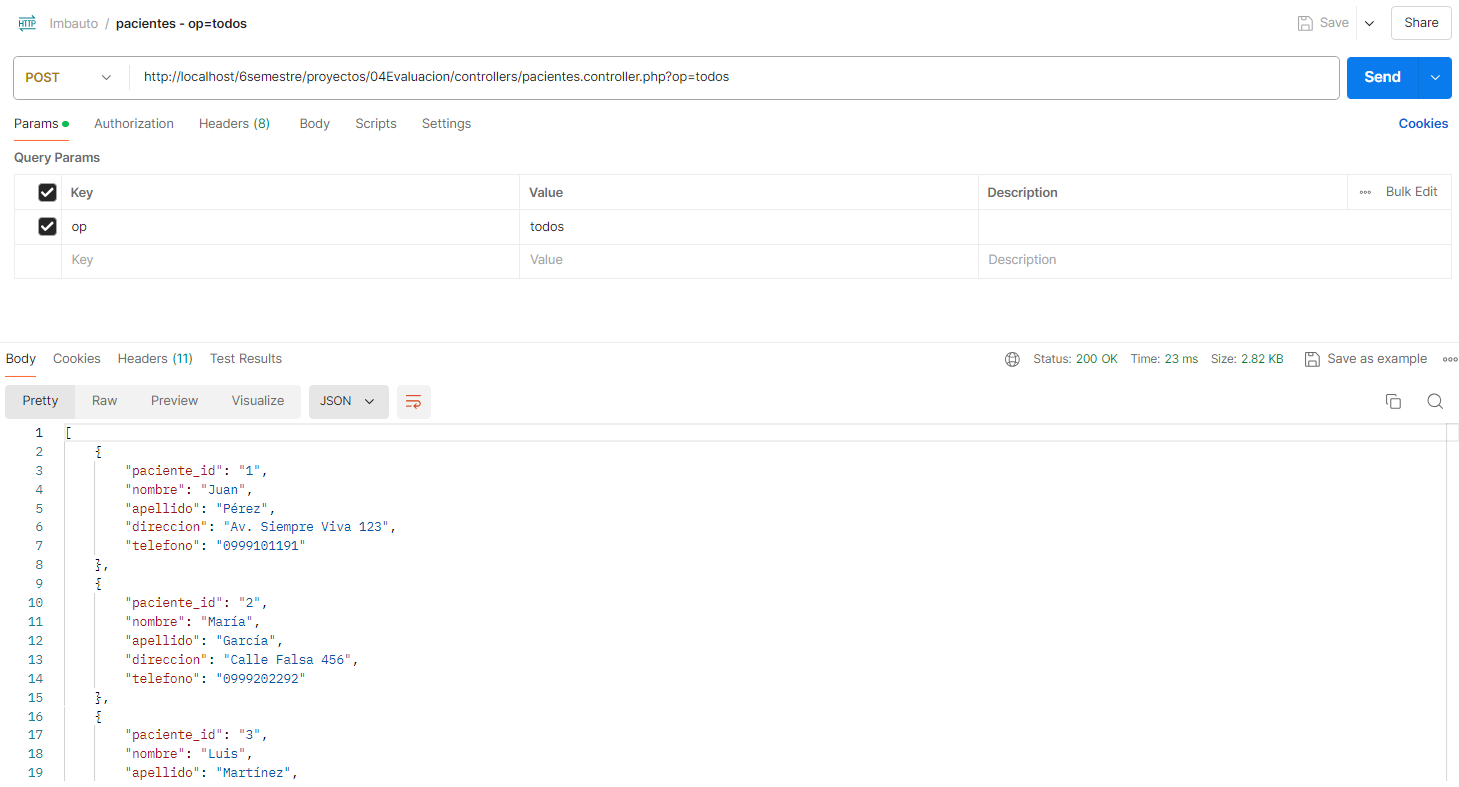 HTTP Imbauto / pacientes - op=todos Save Share
POST http://localhost/6semestre/proyectos/04Evaluacion/controllers/pacientes.controller.php?op=todos Send
Params Authorization Headers (8) Body Scripts Settings Cookies
Query Params
Key Value Description Bulk Edit
op todos
Key Value Description
Body Cookies Headers (11) Test Results Status: 200 OK Time: 23 ms Size: 2.82 KB Save as example
Pretty Raw Preview Visualize JSON
1 [
2 {
3 "paciente_id": "1",
4 "nombre": "Juan",
5 "apellido": "Pérez",
6 "direccion": "Av. Siempre Viva 123",
7 "telefono": "0999101191"
8 },
9 {
10 "paciente_id": "2",
11 "nombre": "María",
12 "apellido": "García",
13 "direccion": "Calle Falsa 456",
14 "telefono": "0999202292"
15 },
16 {
17 "paciente_id": "3",
18 "nombre": "Luis",
19 "apellido": "Martínez",